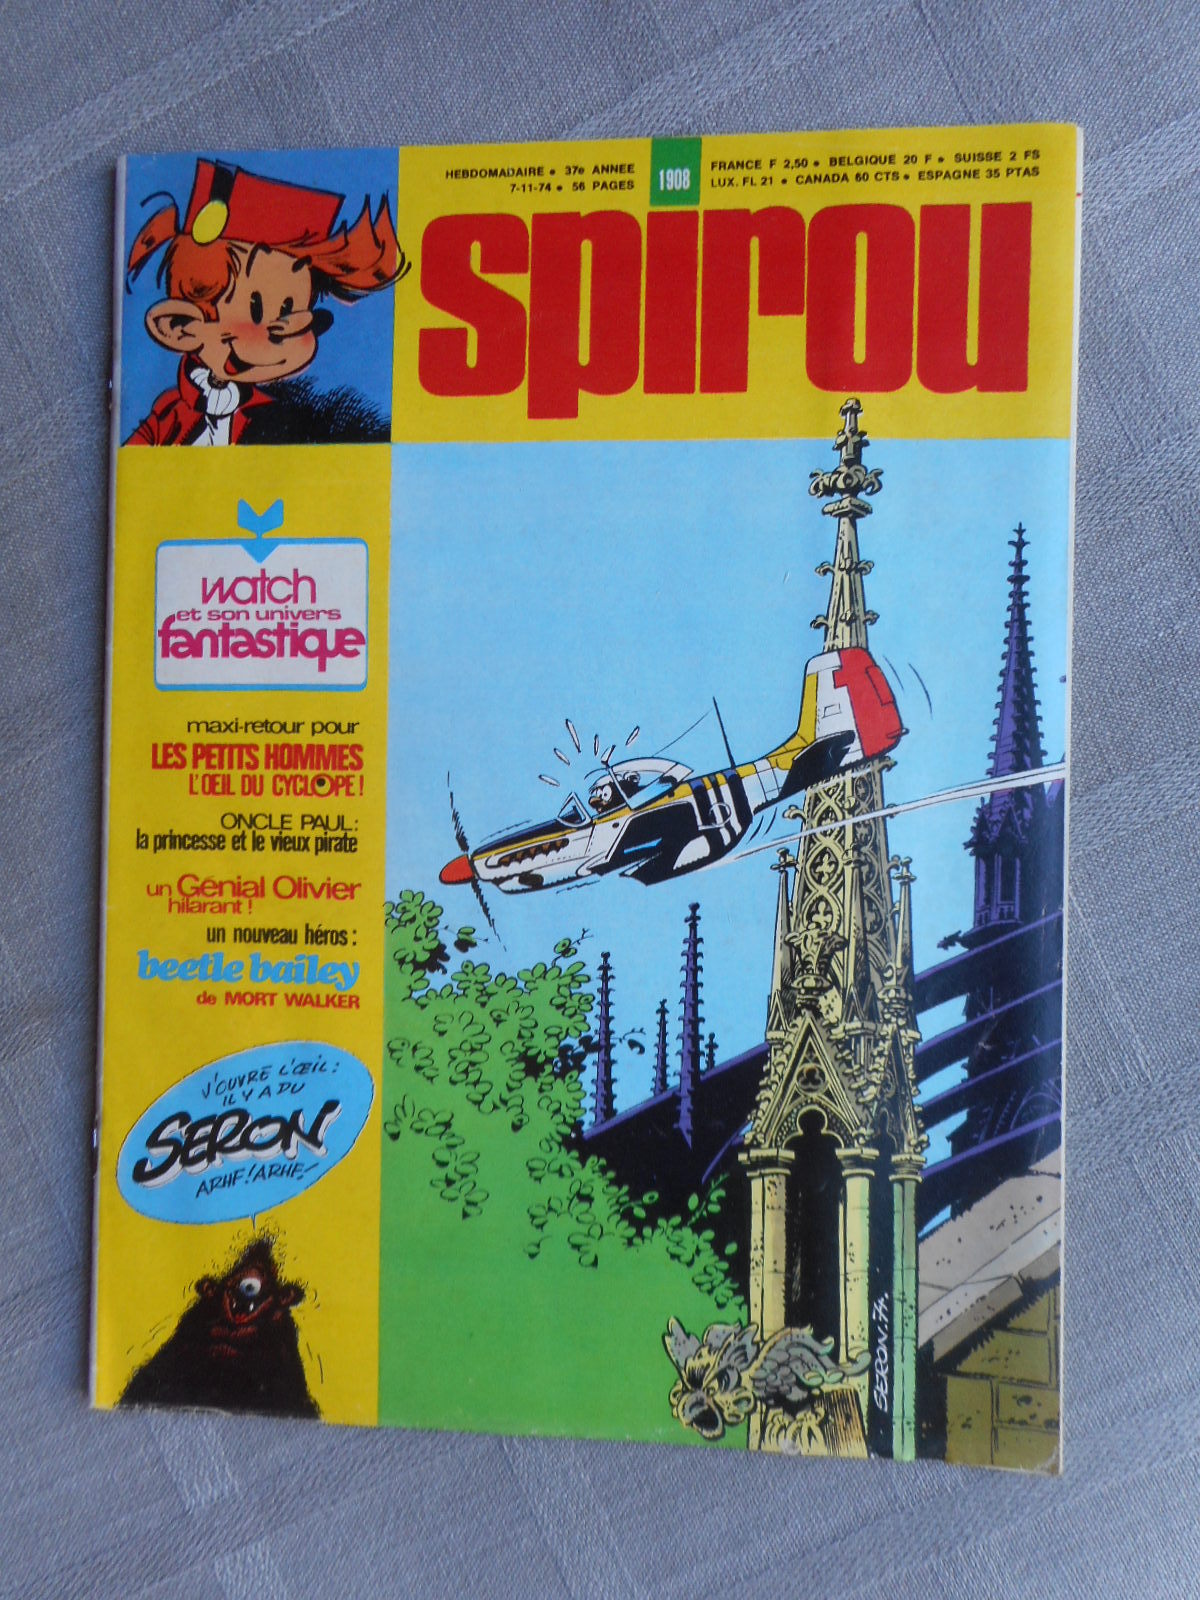 HEBDOMADAIRE • 37e ANNEE
7-11-74 • 56 PAGES
1908
FRANCE F 2,50 • BELGIQUE 20 F • SUISSE 2 FS
LUX. FL 21 • CANADA 60 CTS • ESPAGNE 35 PTAS
spirou
watch
et son univers
fantastique
maxi-retour pour
LES PETITS HOMMES
L'OEIL DU CYCLOPE !
ONCLE PAUL :
la princesse et le vieux pirate
un Génial Olivier
hilarant !
un nouveau héros :
beetle bailey
de MORT WALKER
J'OUVRE L'ŒIL :
IL Y A DU
SERON
ARHF ! ARHF !
SERON.74.